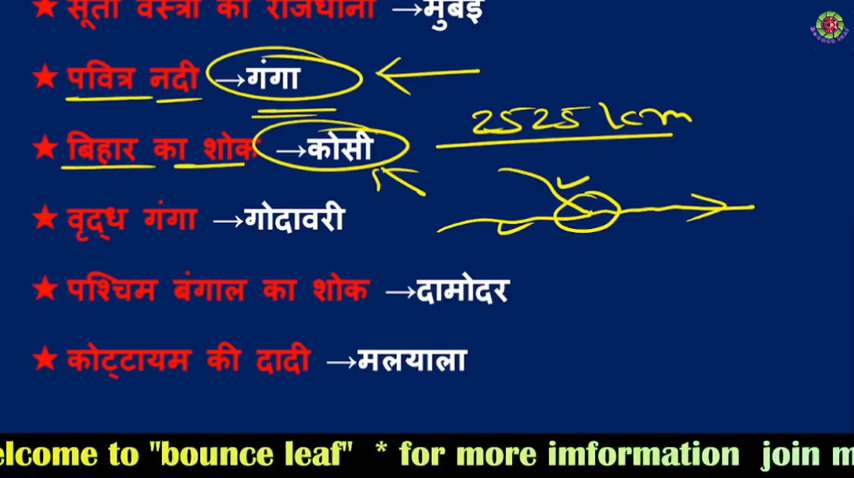 ★ सूती वस्त्रों की राजधानी →मुंबई
★ पवित्र नदी →गंगा
2525 km
★ बिहार का शोक →कोसी
★ वृद्ध गंगा →गोदावरी
★ पश्चिम बंगाल का शोक →दामोदर
★ कोट्टायम की दादी →मलयाला
elcome to "bounce leaf" * for more imformation join m